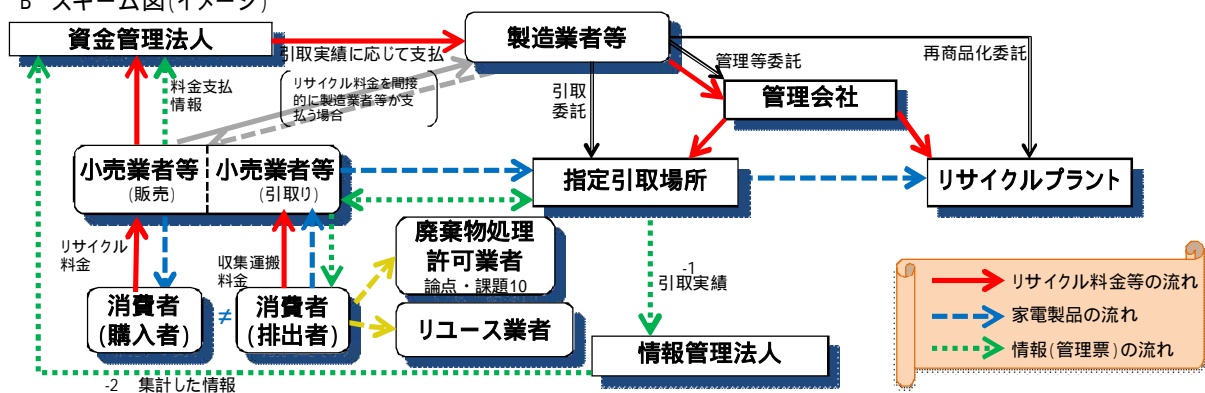 B スキーム図(イメージ)
資金管理法人
引取実績に応じて支払
製造業者等
管理等委託
再商品化委託
料金支払
情報
リサイクル料金を間接
的に製造業者等が支
払う場合
引取
委託
管理会社
小売業者等
(販売)
小売業者等
(引取り)
指定引取場所
リサイクルプラント
リサイクル
料金
収集運搬
料金
廃棄物処理
許可業者
論点・課題10
-1
引取実績
消費者
(購入者)
≠
消費者
(排出者)
リユース業者
情報管理法人
リサイクル料金等の流れ
家電製品の流れ
情報(管理票)の流れ
-2 集計した情報